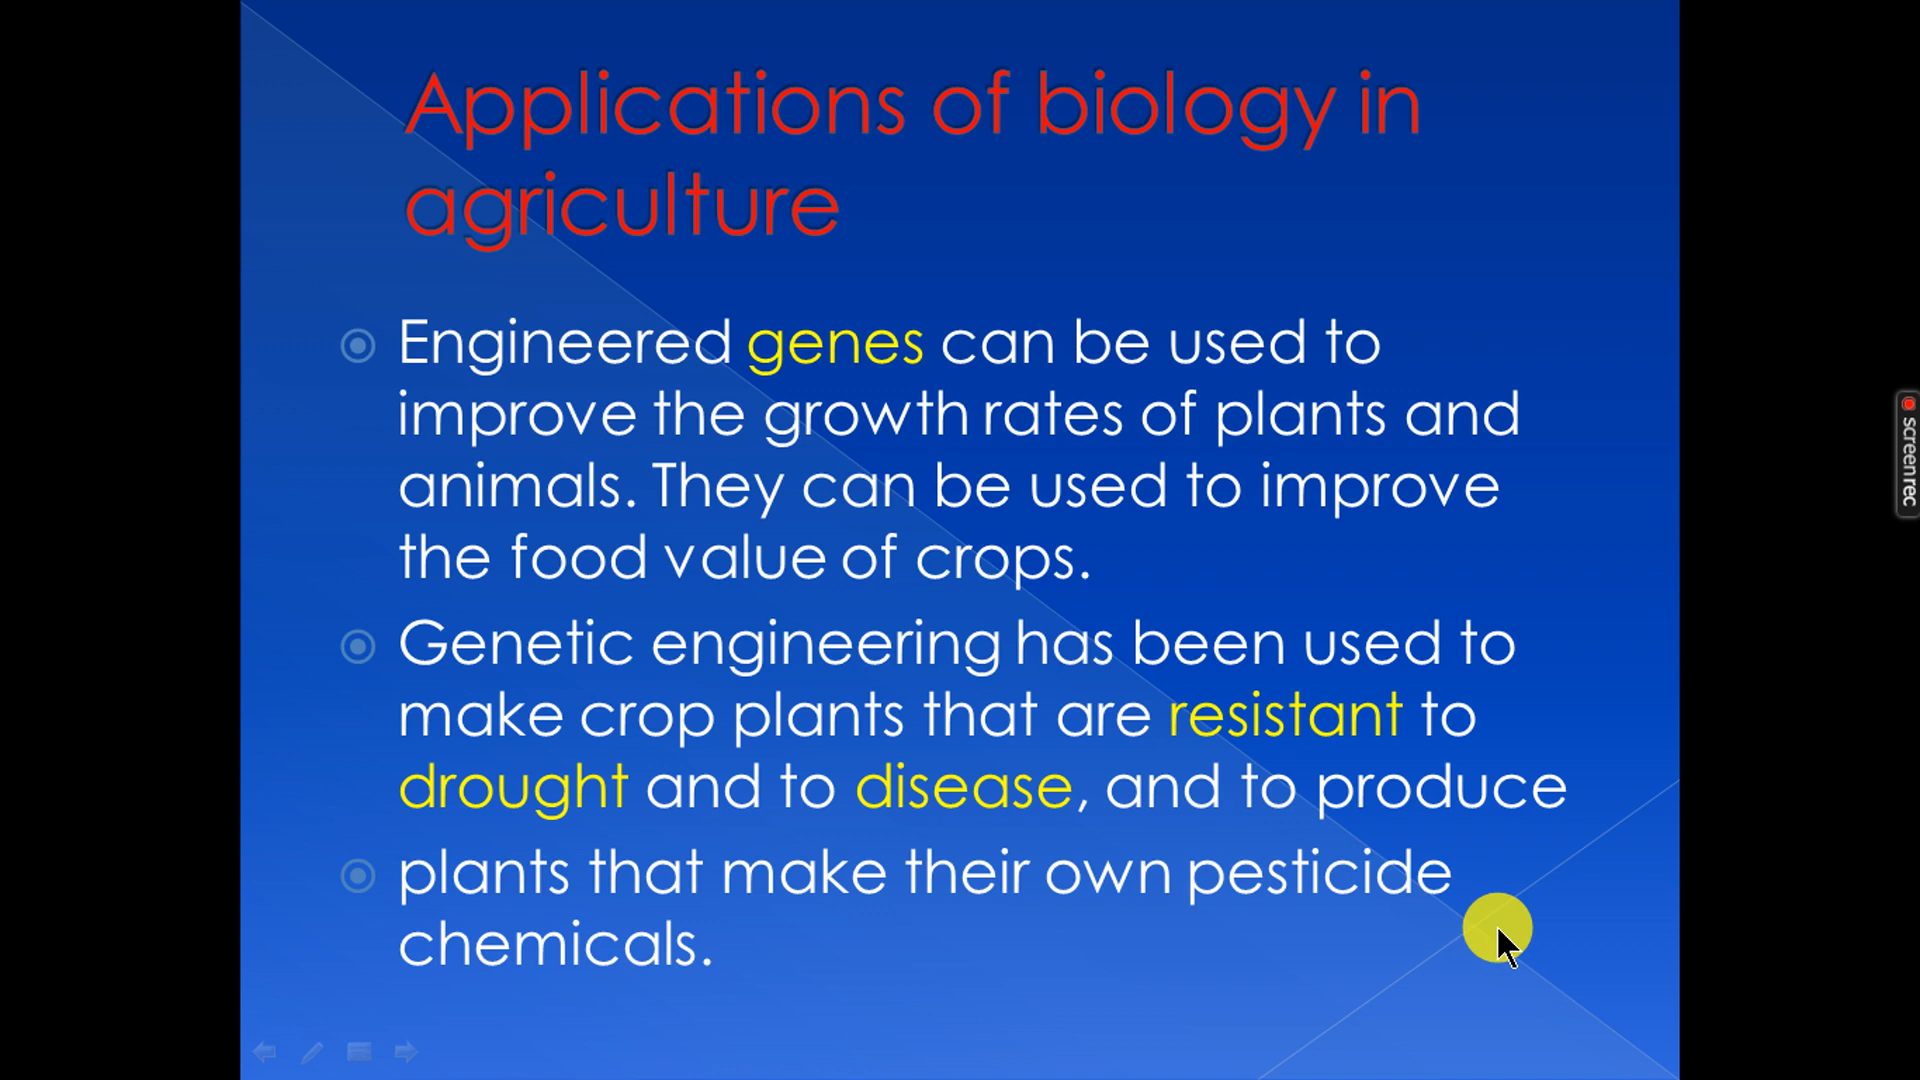 Applications of biology in
agriculture
Engineered genes can be used to
improve the growth rates of plants and
animals. They can be used to improve
the food value of crops.
Genetic engineering has been used to
make crop plants that are resistant to
drought and to disease, and to produce
plants that make their own pesticide
chemicals.
screenrec